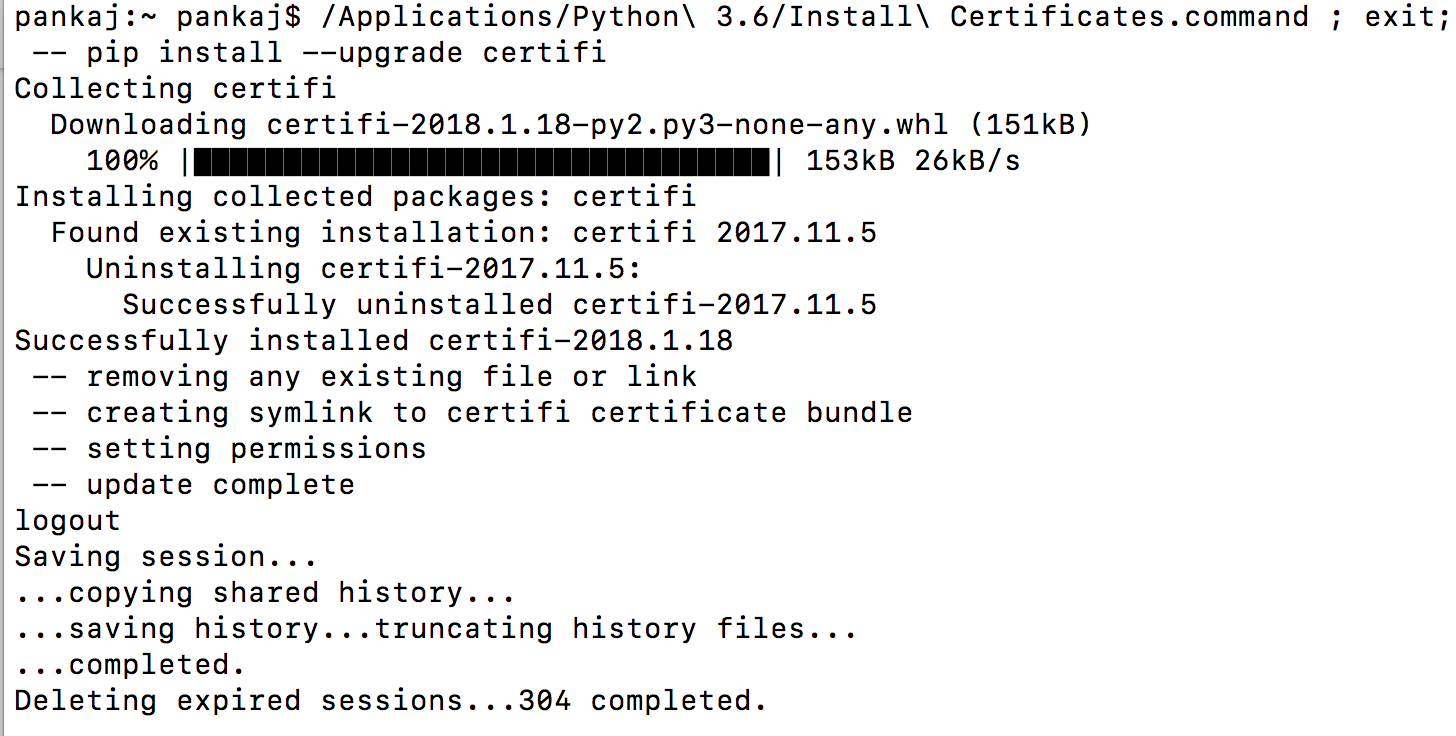 pankaj:~ pankaj$ /Applications/Python\ 3.6/Install\ Certificates.command ; exit;
 -- pip install --upgrade certifi
Collecting certifi
  Downloading certifi-2018.1.18-py2.py3-none-any.whl (151kB)
    100% |████████████████████████████████| 153kB 26kB/s
Installing collected packages: certifi
  Found existing installation: certifi 2017.11.5
    Uninstalling certifi-2017.11.5:
      Successfully uninstalled certifi-2017.11.5
Successfully installed certifi-2018.1.18
 -- removing any existing file or link
 -- creating symlink to certifi certificate bundle
 -- setting permissions
 -- update complete
logout
Saving session...
...copying shared history...
...saving history...truncating history files...
...completed.
Deleting expired sessions...304 completed.